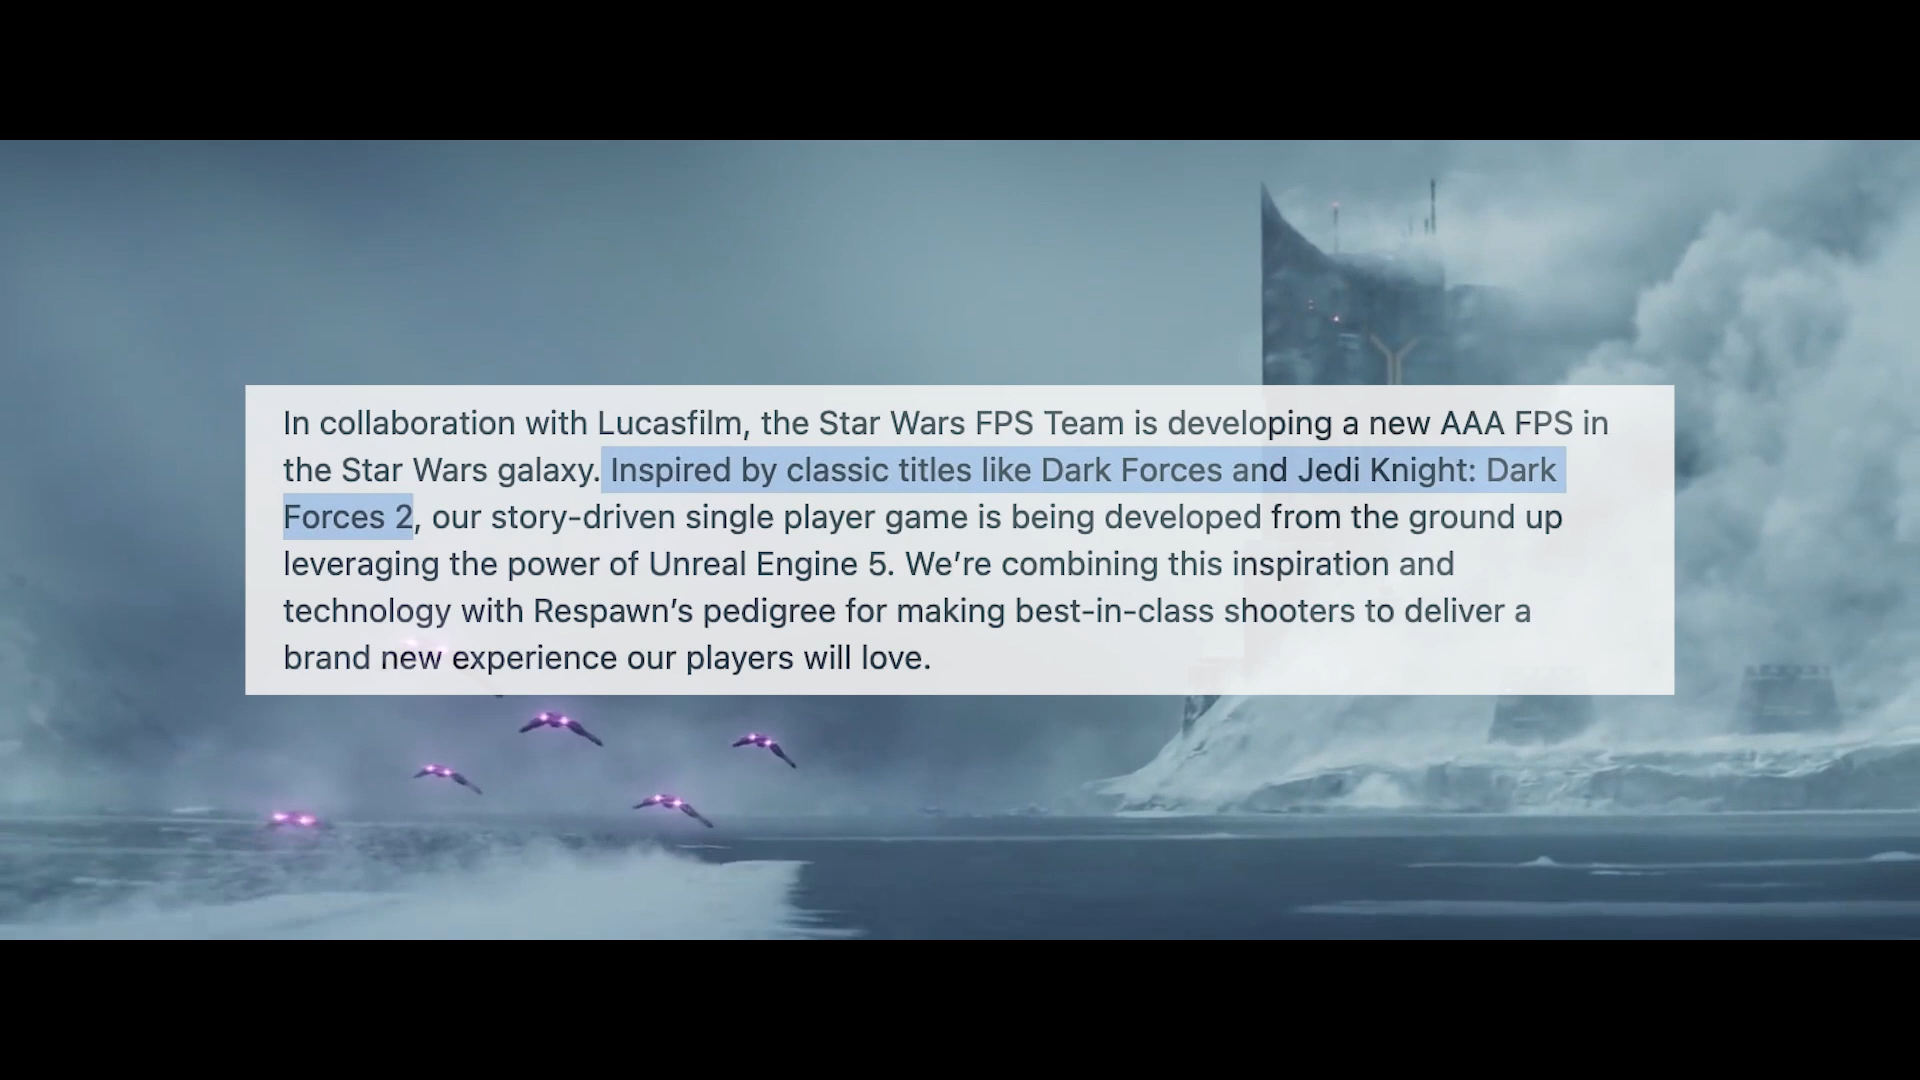 In collaboration with Lucasfilm, the Star Wars FPS Team is developing a new AAA FPS in
the Star Wars galaxy. Inspired by classic titles like Dark Forces and Jedi Knight: Dark
Forces 2, our story-driven single player game is being developed from the ground up
leveraging the power of Unreal Engine 5. We’re combining this inspiration and
technology with Respawn’s pedigree for making best-in-class shooters to deliver a
brand new experience our players will love.